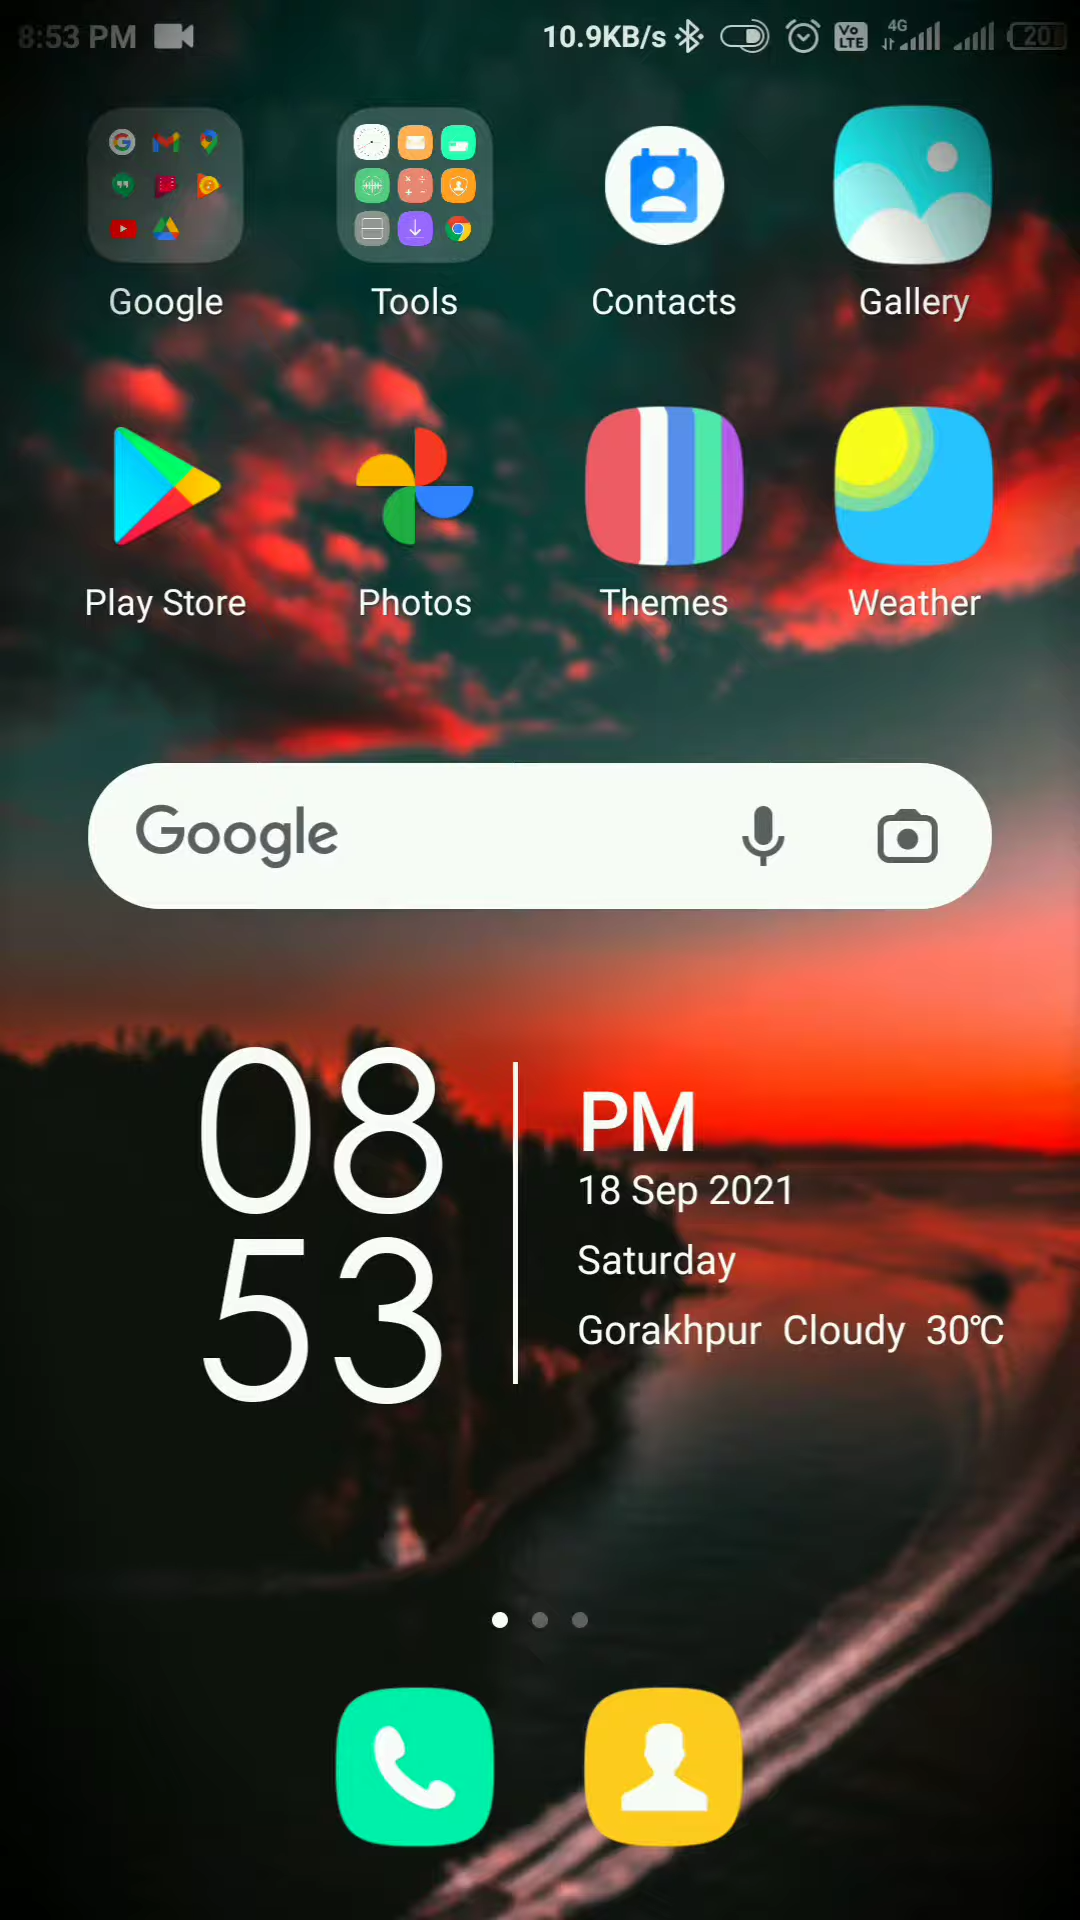 8:53 PM 10.9KB/s Vo LTE 4G 20
Google Tools Contacts Gallery
Play Store Photos Themes Weather
Google
08
53
PM
18 Sep 2021
Saturday
Gorakhpur Cloudy 30℃